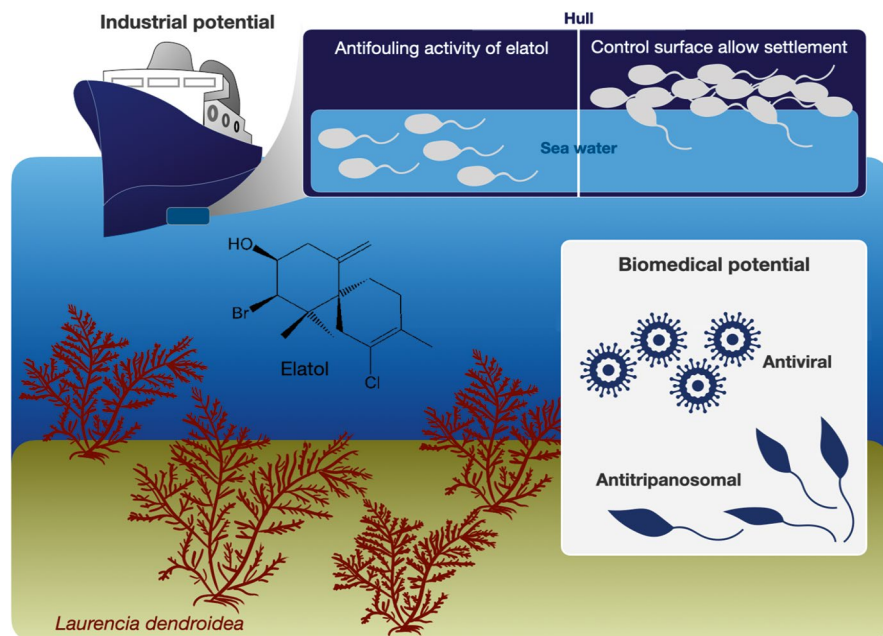 Industrial potential
Hull
Antifouling activity of elatol
Control surface allow settlement
Sea water
HO
Br
Elatol
Cl
Biomedical potential
Antiviral
Antitripanosomal
Laurencia dendroidea